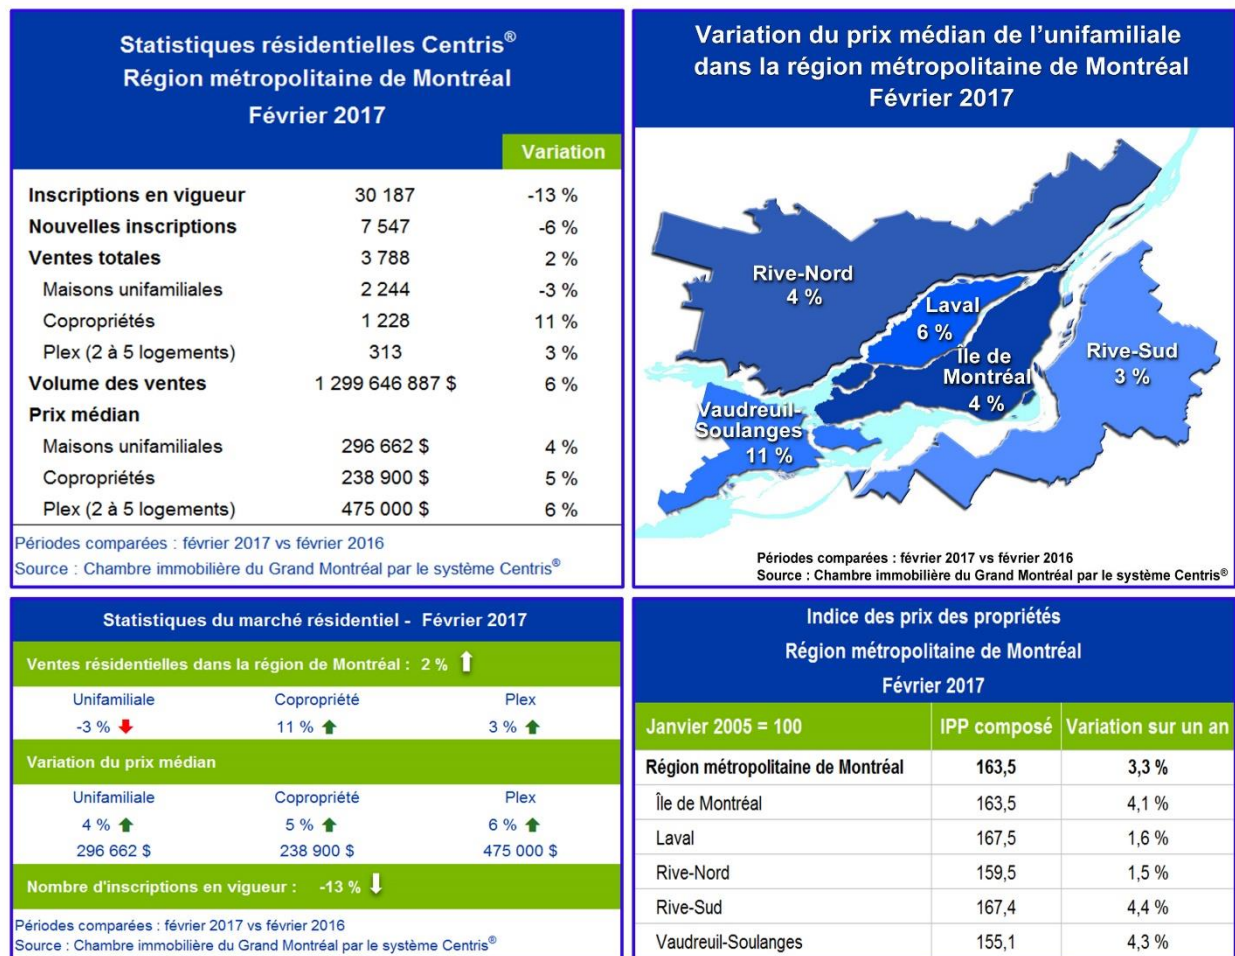 Statistiques résidentielles Centris®
Région métropolitaine de Montréal
Février 2017
Variation
Inscriptions en vigueur 30 187 -13 %
Nouvelles inscriptions 7 547 -6 %
Ventes totales 3 788 2 %
Maisons unifamiliales 2 244 -3 %
Copropriétés 1 228 11 %
Plex (2 à 5 logements) 313 3 %
Volume des ventes 1 299 646 887 $ 6 %
Prix médian
Maisons unifamiliales 296 662 $ 4 %
Copropriétés 238 900 $ 5 %
Plex (2 à 5 logements) 475 000 $ 6 %
Périodes comparées : février 2017 vs février 2016
Source : Chambre immobilière du Grand Montréal par le système Centris®
Variation du prix médian de l'unifamiliale
dans la région métropolitaine de Montréal
Février 2017
Rive-Nord
4 %
Laval
6 %
Île de
Montréal
4 %
Rive-Sud
3 %
Vaudreuil-
Soulanges
11 %
Périodes comparées : février 2017 vs février 2016
Source : Chambre immobilière du Grand Montréal par le système Centris®
Statistiques du marché résidentiel - Février 2017
Ventes résidentielles dans la région de Montréal : 2 %
Unifamiliale Copropriété Plex
-3 % 11 % 3 %
Variation du prix médian
Unifamiliale Copropriété Plex
4 % 5 % 6 %
296 662 $ 238 900 $ 475 000 $
Nombre d'inscriptions en vigueur : -13 %
Périodes comparées : février 2017 vs février 2016
Source : Chambre immobilière du Grand Montréal par le système Centris®
Indice des prix des propriétés
Région métropolitaine de Montréal
Février 2017
Janvier 2005 = 100 IPP composé Variation sur un an
Région métropolitaine de Montréal 163,5 3,3 %
Île de Montréal 163,5 4,1 %
Laval 167,5 1,6 %
Rive-Nord 159,5 1,5 %
Rive-Sud 167,4 4,4 %
Vaudreuil-Soulanges 155,1 4,3 %